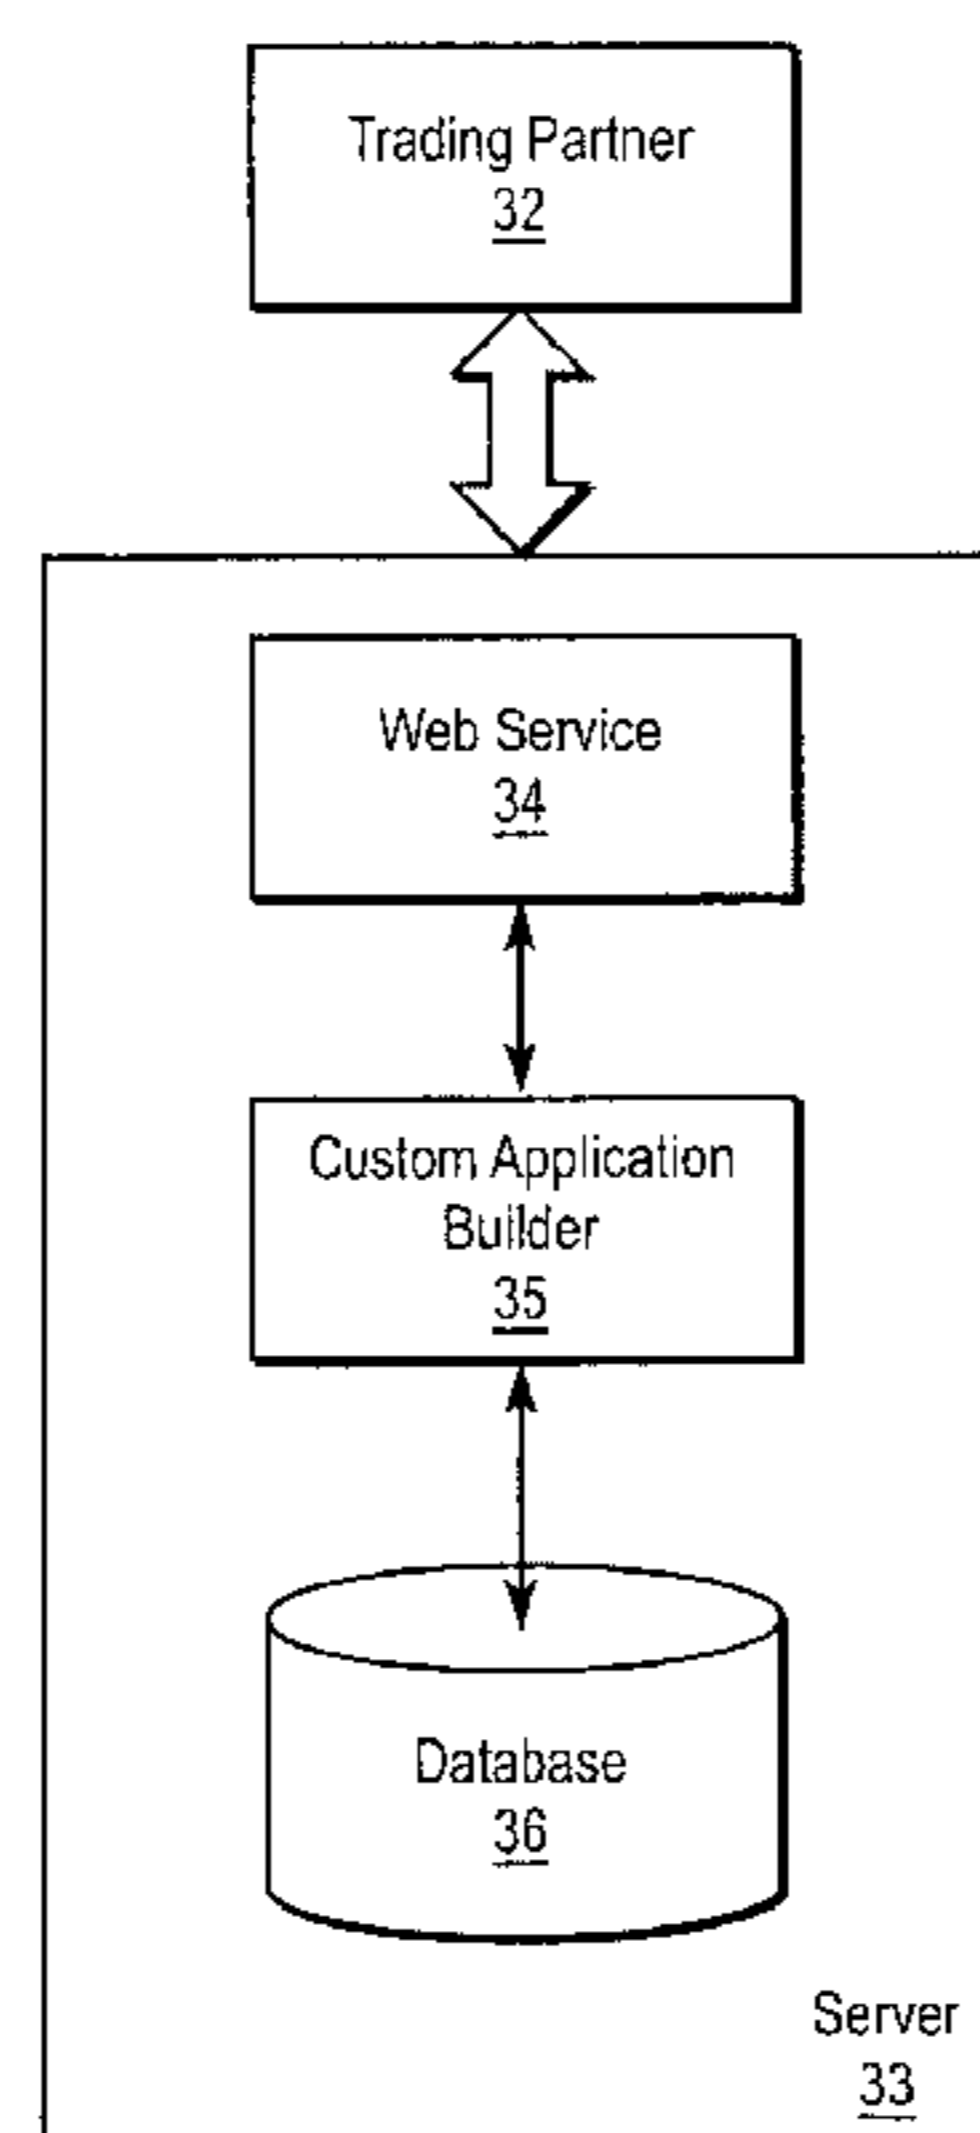 Trading Partner
32
Web Service
34
Custom Application
Builder
35
Database
36
Server
33